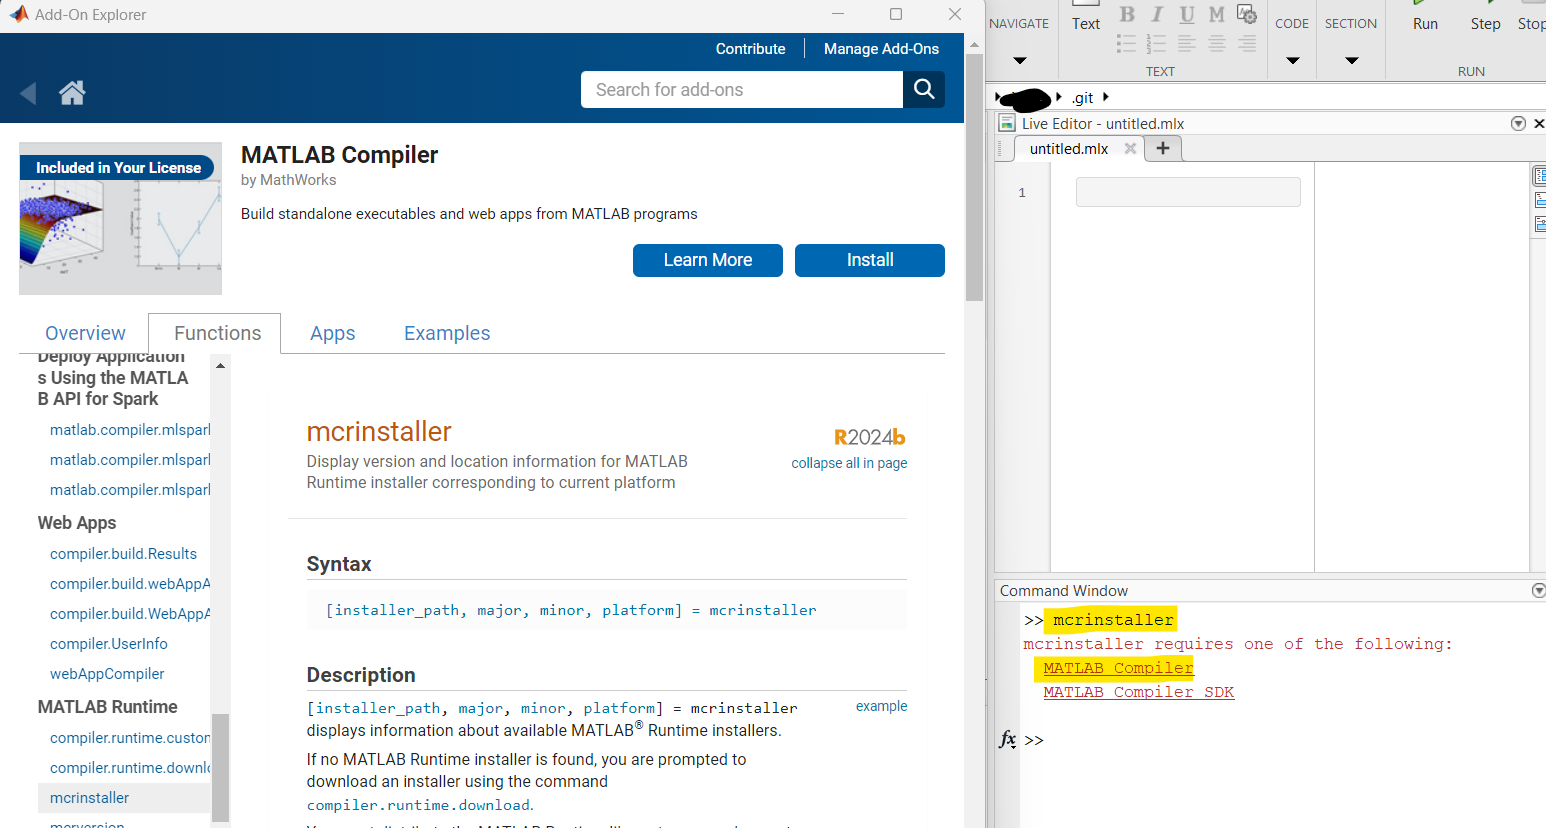 Add-On Explorer
Contribute
Manage Add-Ons
Search for add-ons
Included in Your License
MATLAB Compiler
by MathWorks
Build standalone executables and web apps from MATLAB programs
Learn More
Install
Overview
Functions
Apps
Examples
Deploy Application
s Using the MATLA
B API for Spark
matlab.compiler.mlspark
matlab.compiler.mlspark
matlab.compiler.mlspark
Web Apps
compiler.build.Results
compiler.build.webAppA
compiler.build.WebAppA
compiler.UserInfo
webAppCompiler
MATLAB Runtime
compiler.runtime.custom
compiler.runtime.downlo
mcrinstaller
mcrversion
mcrinstaller
R2024b
Display version and location information for MATLAB
Runtime installer corresponding to current platform
collapse all in page
Syntax
[installer_path, major, minor, platform] = mcrinstaller
Description
[installer_path, major, minor, platform] = mcrinstaller
example
displays information about available MATLAB® Runtime installers.
If no MATLAB Runtime installer is found, you are prompted to
download an installer using the command
compiler.runtime.download.
NAVIGATE
Text
B I U M
TEXT
CODE
SECTION
Run
Step
Stop
RUN
.git
Live Editor - untitled.mlx
untitled.mlx
1
Command Window
>> mcrinstaller
mcrinstaller requires one of the following:
MATLAB Compiler
MATLAB Compiler SDK
fx >>